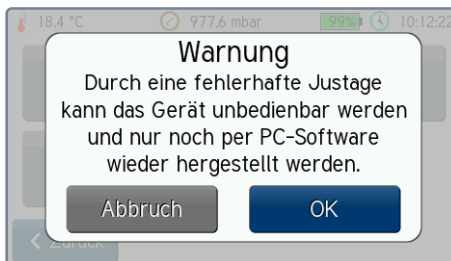 18,4 °C 977,6 mbar 99% 10:12:22
Warnung
Durch eine fehlerhafte Justage
kann das Gerät unbedienbar werden
und nur noch per PC-Software
wieder hergestellt werden.
Abbruch OK
Zurück